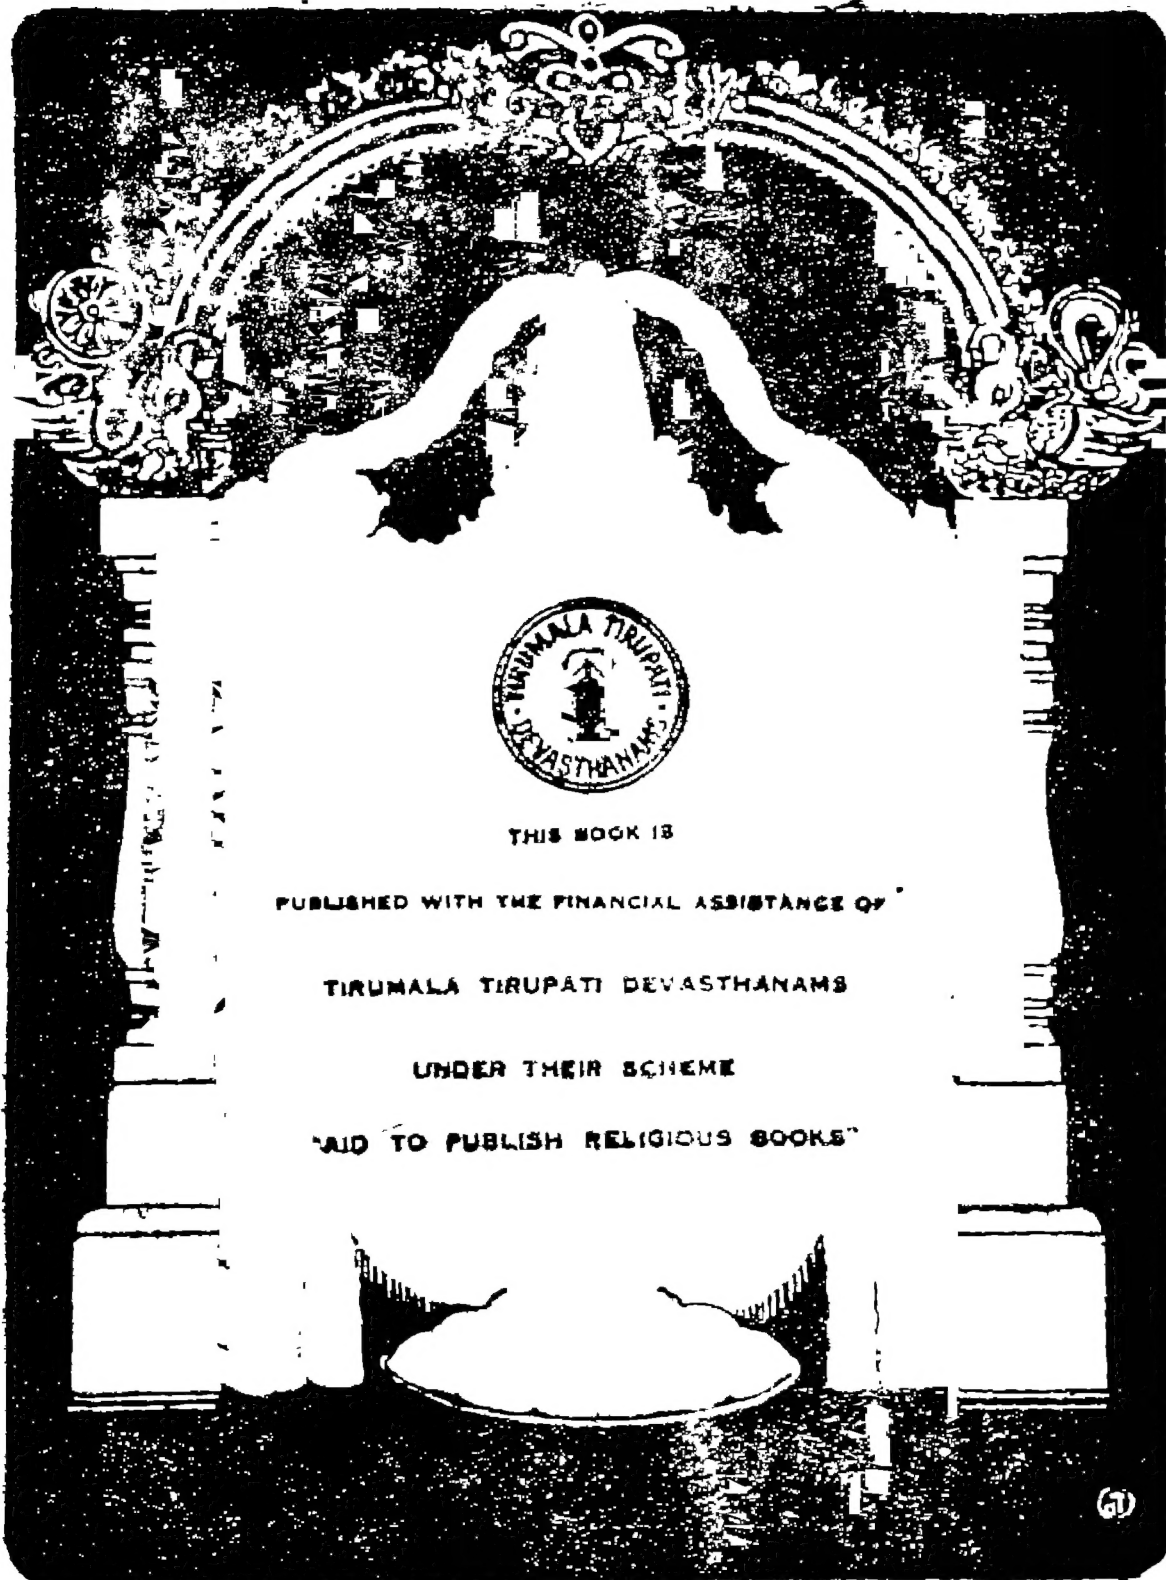 TIRUMALA TIRUPATI
DEVASTHANAMS
THIS BOOK IS
PUBLISHED WITH THE FINANCIAL ASSISTANCE OF
TIRUMALA TIRUPATI DEVASTHANAMS
UNDER THEIR SCHEME
"AID TO PUBLISH RELIGIOUS BOOKS"